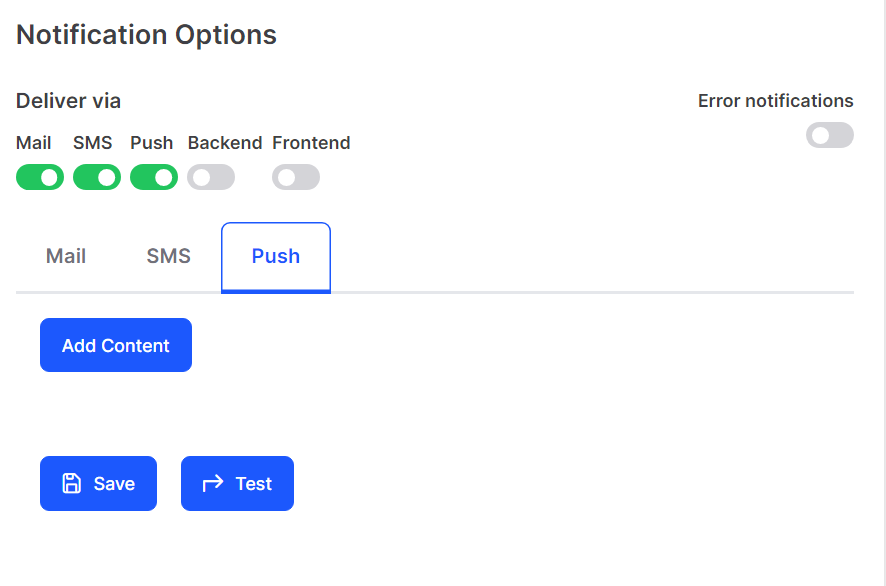 Notification Options
Deliver via
Error notifications
Mail SMS Push Backend Frontend
Mail SMS Push
Add Content
Save Test